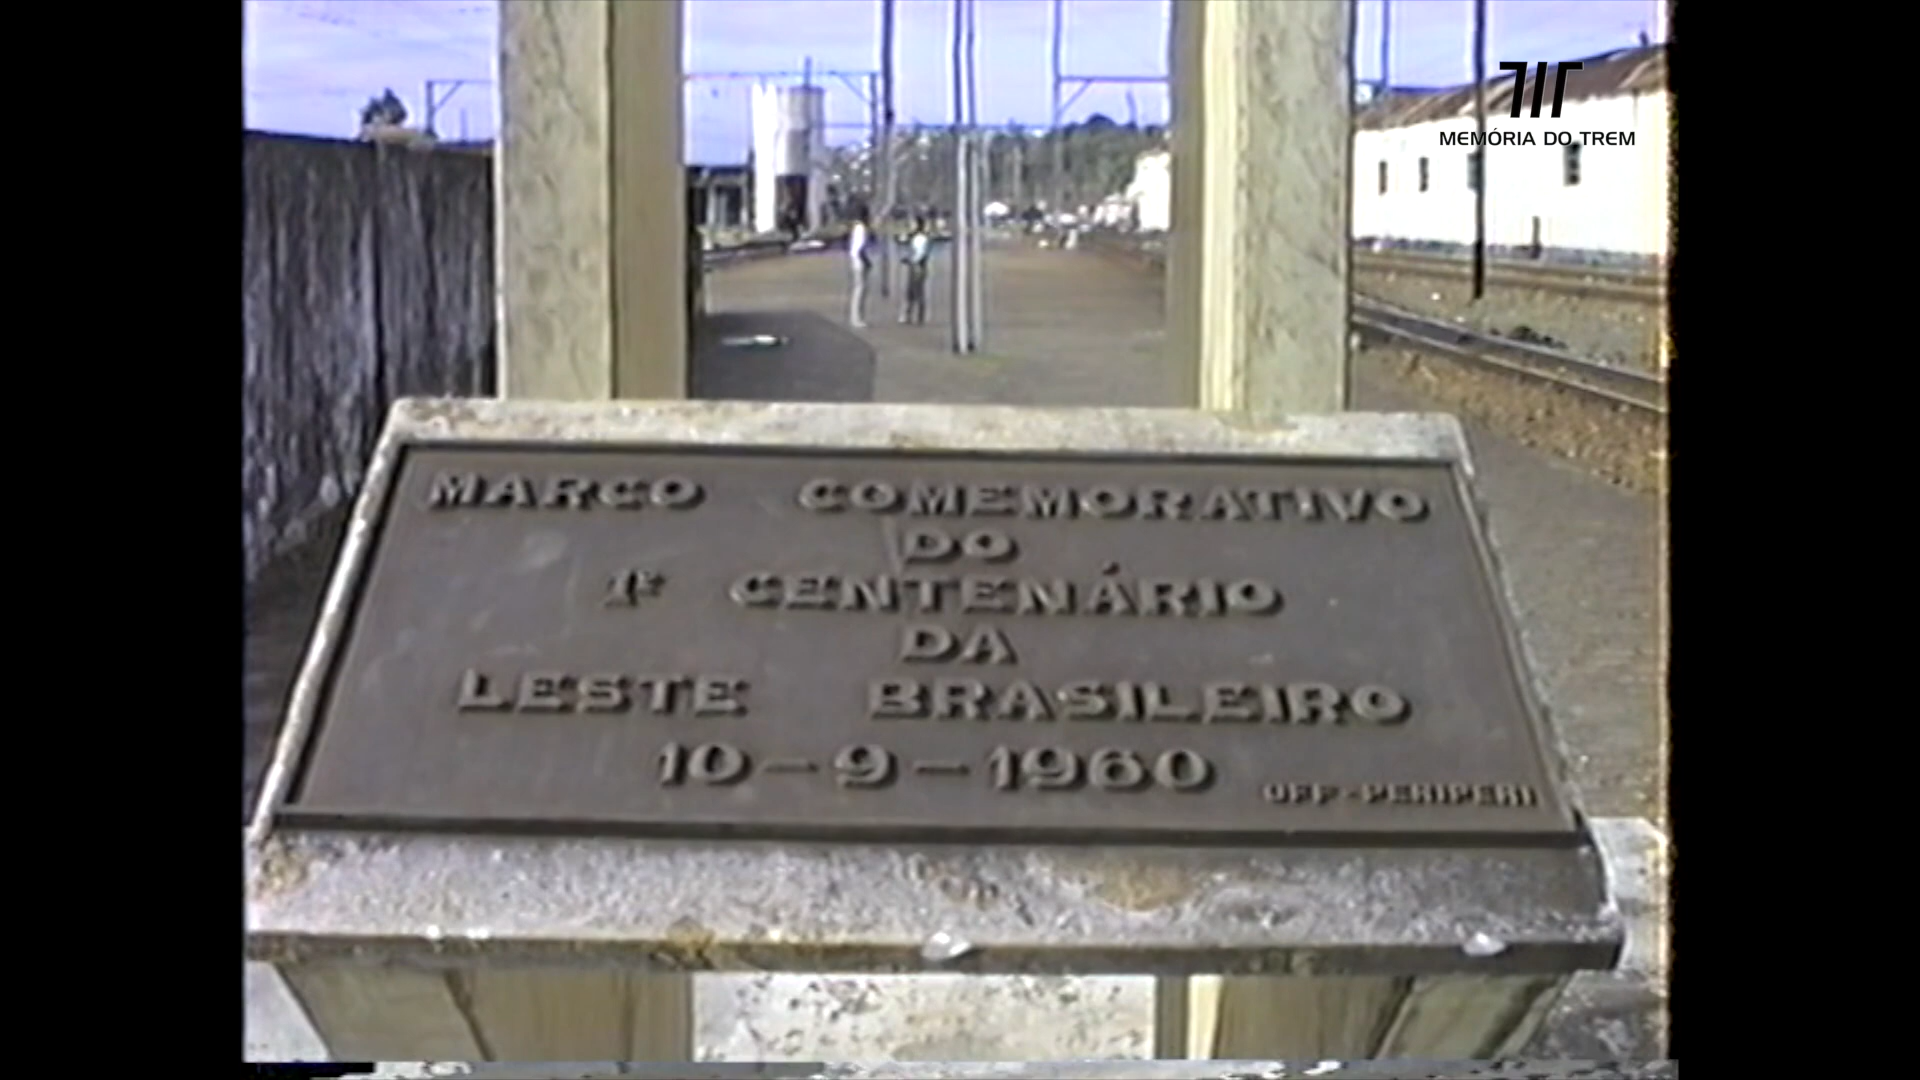 MEMÓRIA DO TREM
MARCO COMEMORATIVO
DO
1º CENTENÁRIO
DA
LESTE BRASILEIRO
10-9-1960
OFF-PERIPERI